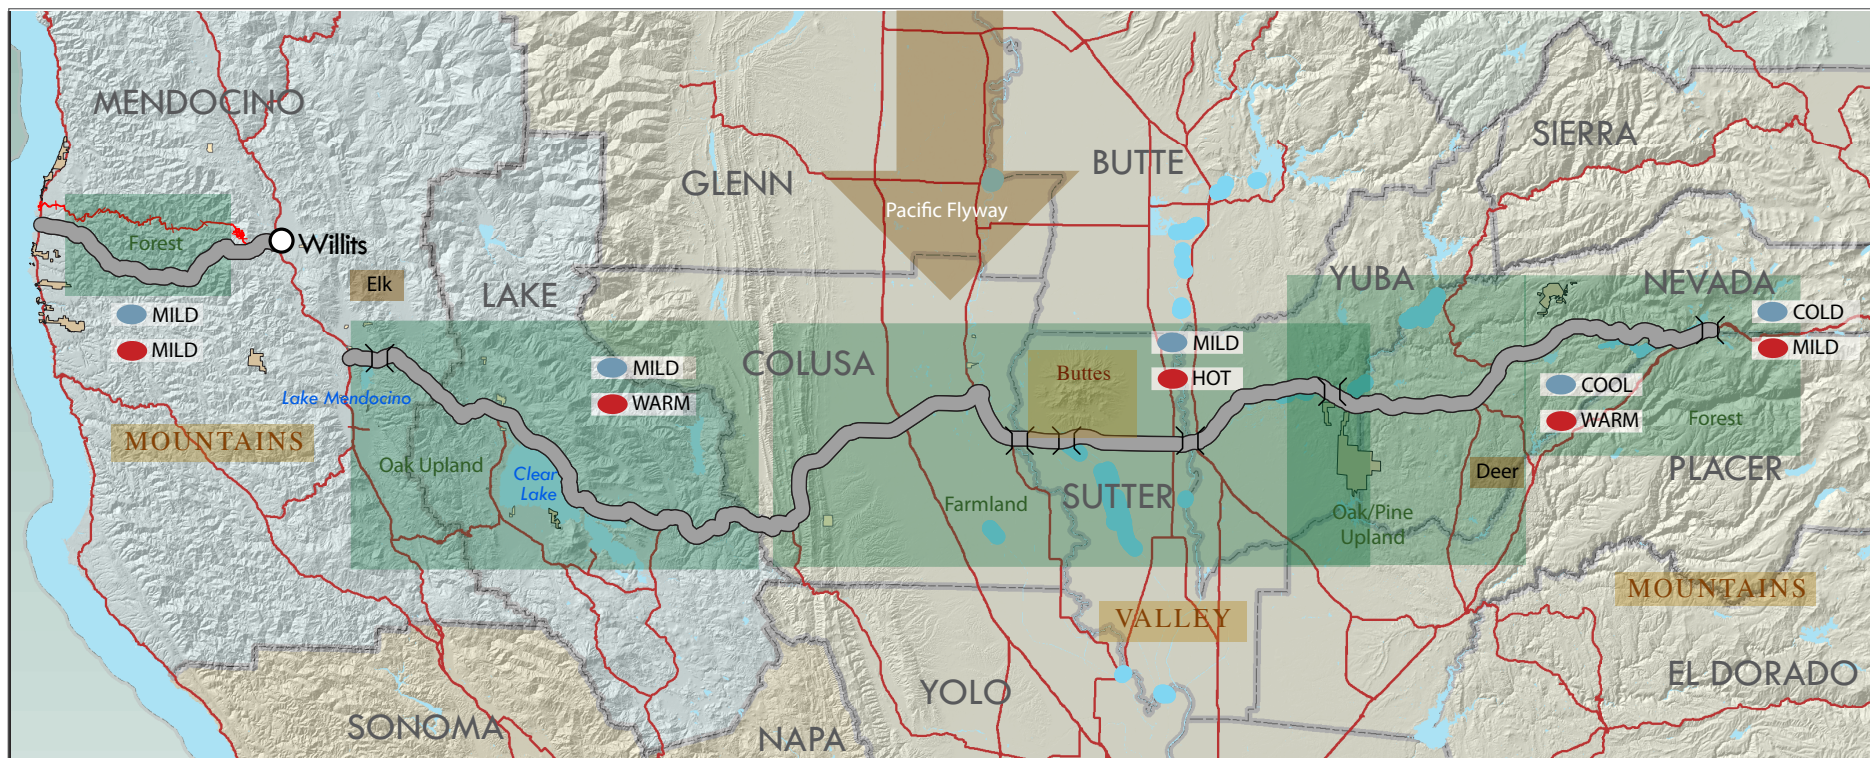 MENDOCINO
SIERRA
BUTTE
GLENN
Pacific Flyway
Forest
Willits
Elk
LAKE
YUBA
NEVADA
MILD
MILD
COLD
MILD
MILD
HOT
COLUSA
Buttes
MILD
WARM
COOL
WARM
Lake Mendocino
MOUNTAINS
Forest
Oak Upland
Clear
Lake
Deer
PLACER
SUTTER
Farmland
Oak/Pine
Upland
MOUNTAINS
VALLEY
YOLO
EL DORADO
SONOMA
NAPA